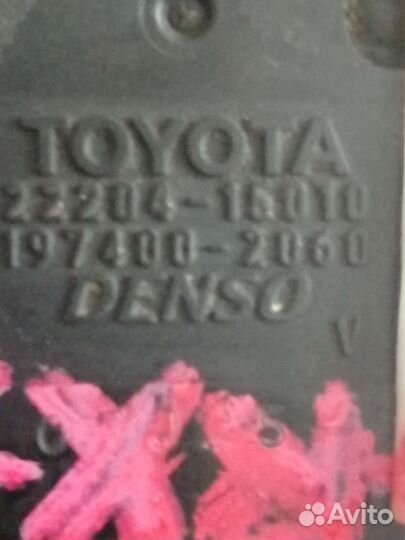 TOYOTA
22204-15010
197400-2060
DENSO
V
Avito